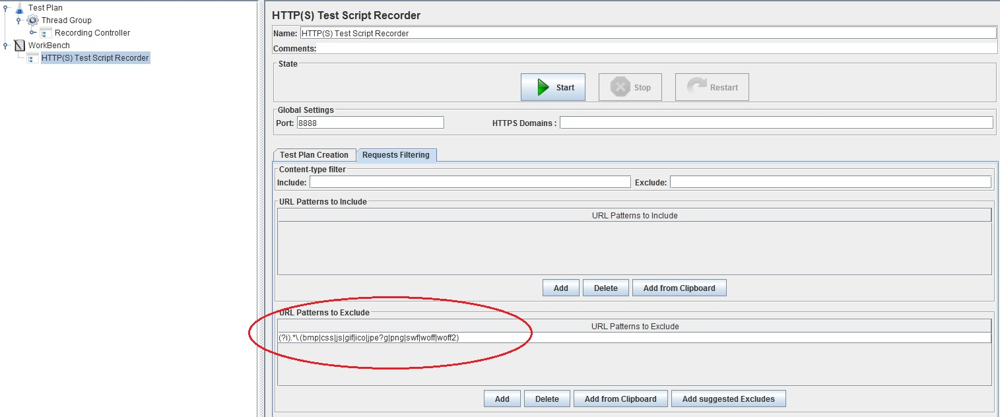 Test Plan
Thread Group
Recording Controller
WorkBench
HTTP(S) Test Script Recorder
HTTP(S) Test Script Recorder
Name: HTTP(S) Test Script Recorder
Comments:
State
Start Stop Restart
Global Settings
Port: 8888 HTTPS Domains :
Test Plan Creation Requests Filtering
Content-type filter
Include: Exclude:
URL Patterns to Include
URL Patterns to Include
Add Delete Add from Clipboard
URL Patterns to Exclude
URL Patterns to Exclude
(?i).*\.(bmp|css|js|gif|ico|jpe?g|png|swf|woff|woff2)
Add Delete Add from Clipboard Add suggested Excludes